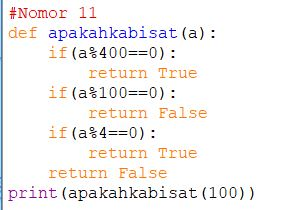 #Nomor 11
def apakahkabisat(a):
    if(a%400==0):
        return True
    if(a%100==0):
        return False
    if(a%4==0):
        return True
    return False
print(apakahkabisat(100))